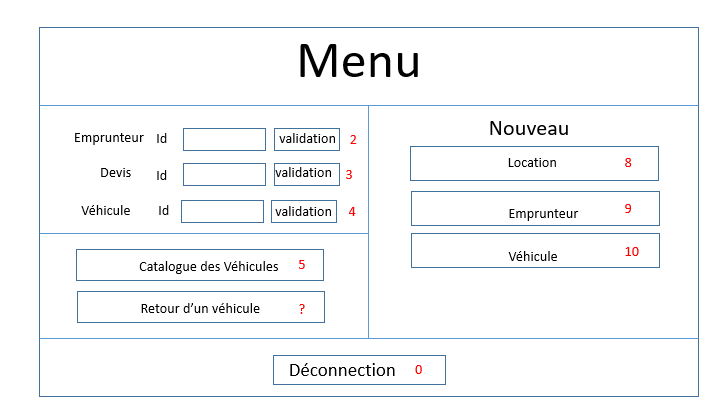 Menu
Emprunteur Id validation 2
Devis Id validation 3
Véhicule Id validation 4
Catalogue des Véhicules 5
Retour d'un véhicule ?
Nouveau
Location 8
Emprunteur 9
Véhicule 10
Déconnection 0